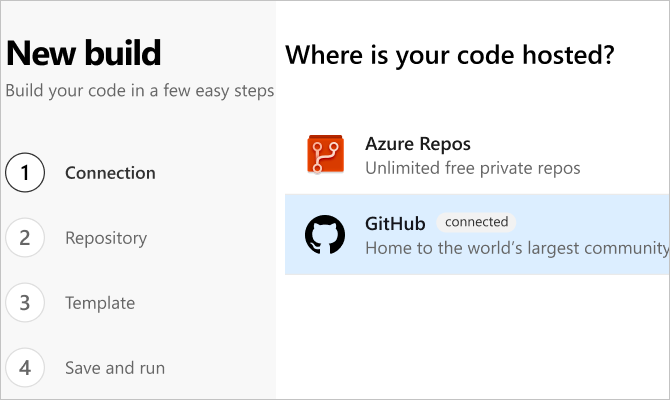 New build
Build your code in a few easy steps
1 Connection
2 Repository
3 Template
4 Save and run
Where is your code hosted?
Azure Repos
Unlimited free private repos
GitHub connected
Home to the world's largest community